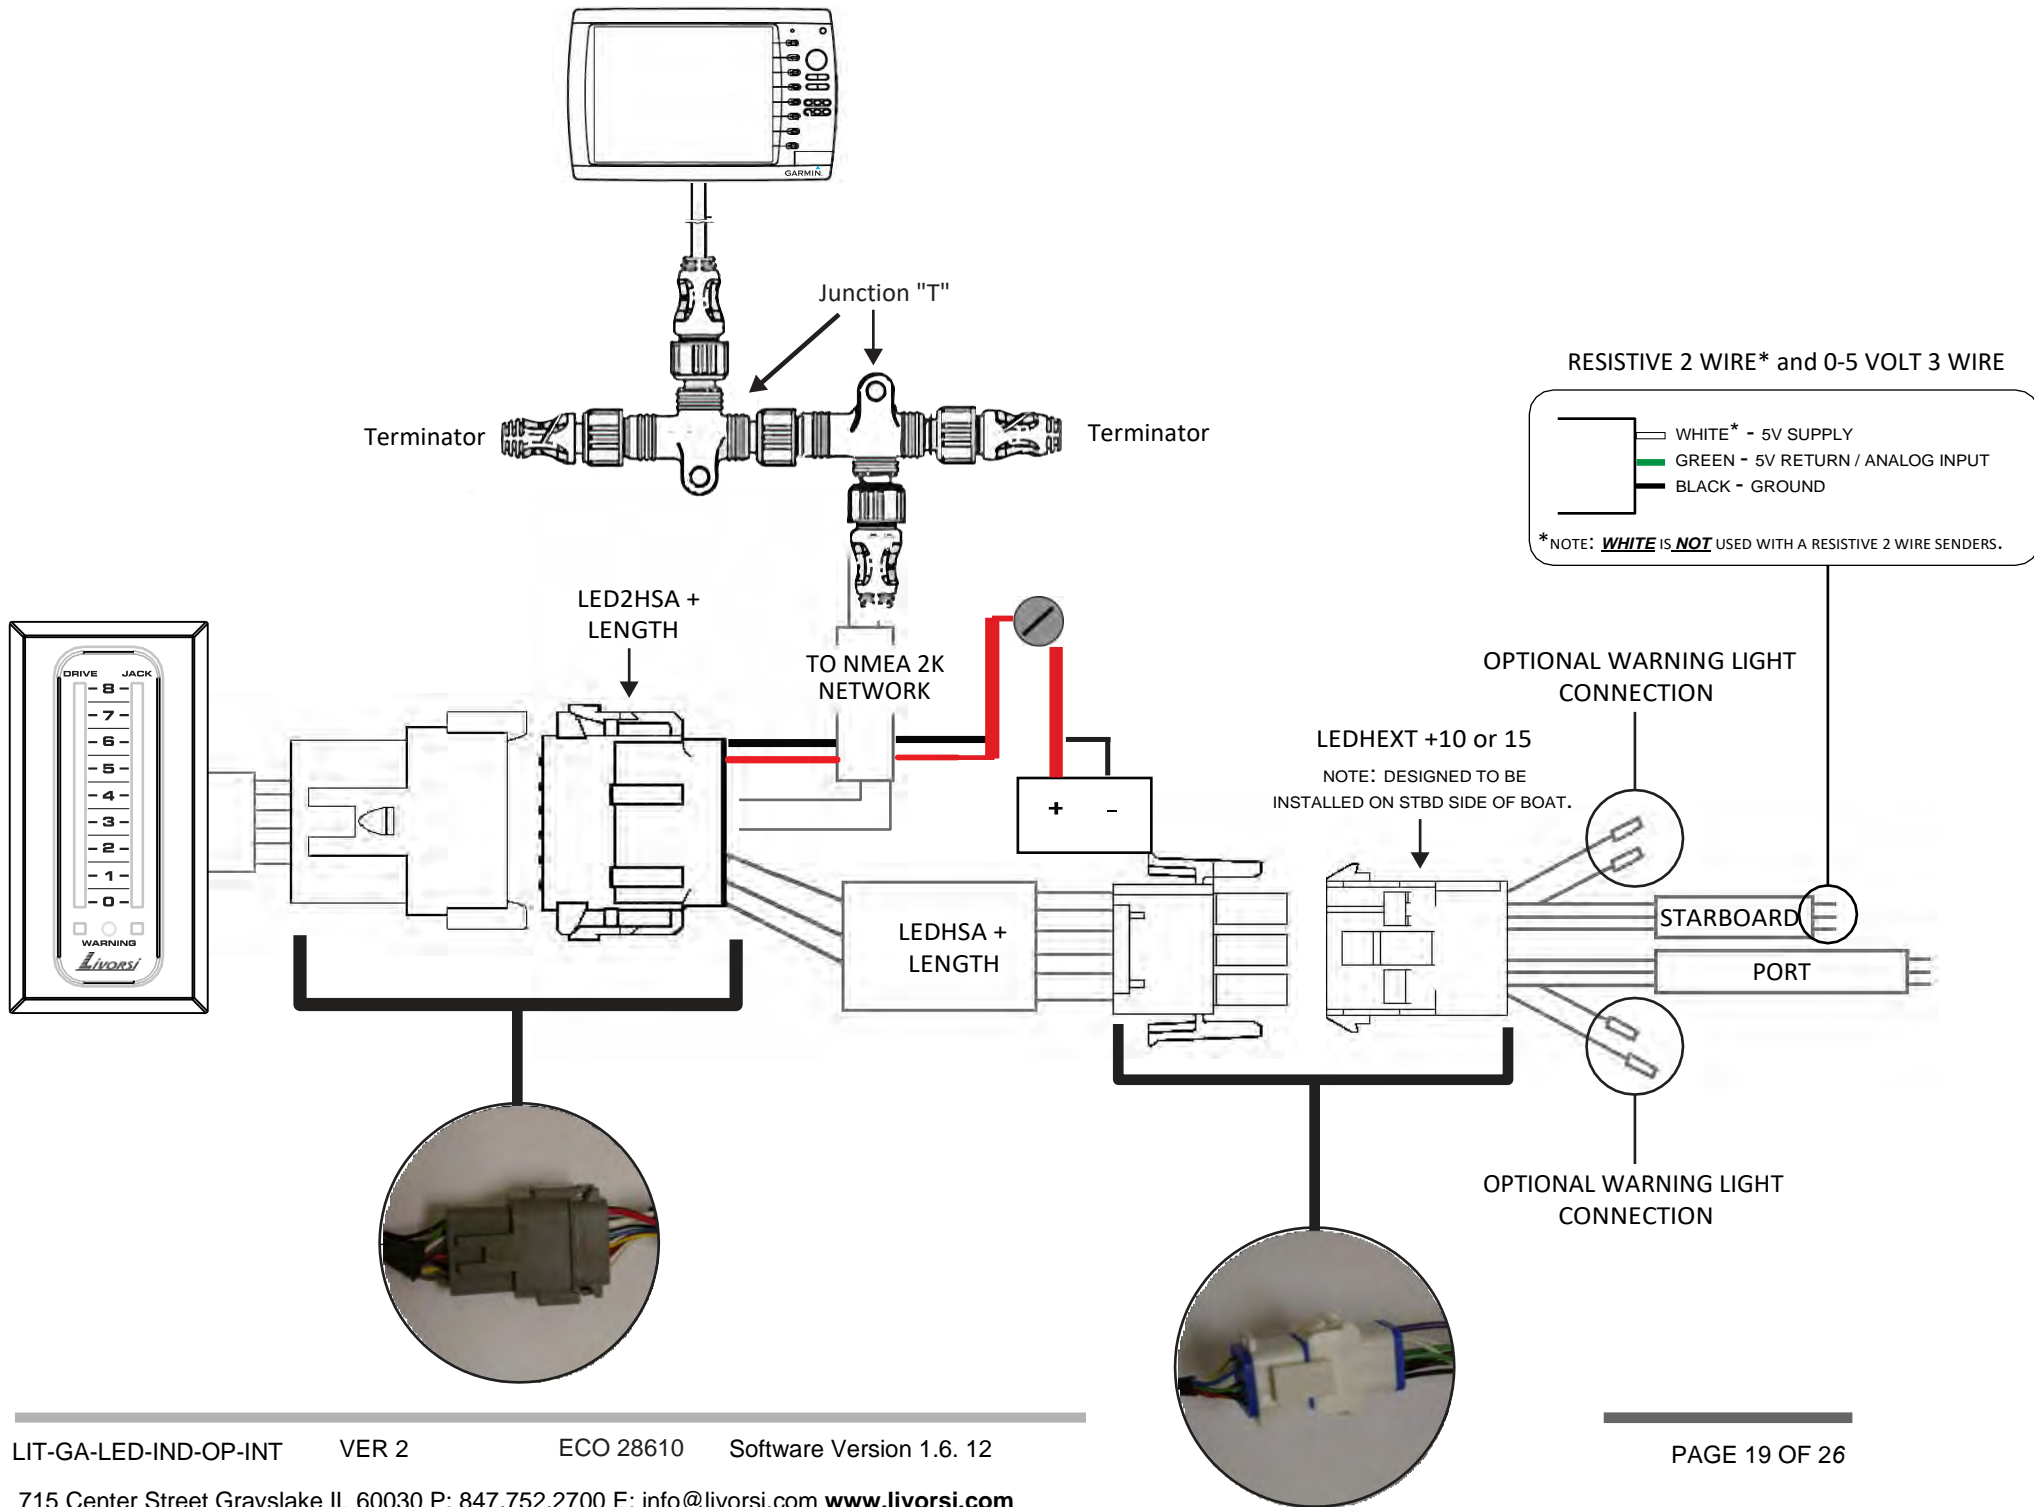 GARMIN
Junction "T"
Terminator
Terminator
RESISTIVE 2 WIRE* and 0-5 VOLT 3 WIRE
WHITE* - 5V SUPPLY
GREEN - 5V RETURN / ANALOG INPUT
BLACK - GROUND
*NOTE: WHITE IS NOT USED WITH A RESISTIVE 2 WIRE SENDERS.
LED2HSA +
LENGTH
TO NMEA 2K
NETWORK
OPTIONAL WARNING LIGHT
CONNECTION
LEDHEXT +10 or 15
NOTE: DESIGNED TO BE
INSTALLED ON STBD SIDE OF BOAT.
+ -
DRIVE JACK
- 8 -
- 7 -
- 6 -
- 5 -
- 4 -
- 3 -
- 2 -
- 1 -
- 0 -
WARNING
Livorsi
LEDHSA +
LENGTH
STARBOARD
PORT
OPTIONAL WARNING LIGHT
CONNECTION
LIT-GA-LED-IND-OP-INT VER 2 ECO 28610 Software Version 1.6. 12
PAGE 19 OF 26
715 Center Street Grayslake IL 60030 P: 847.752.2700 E: info@livorsi.com www.livorsi.com